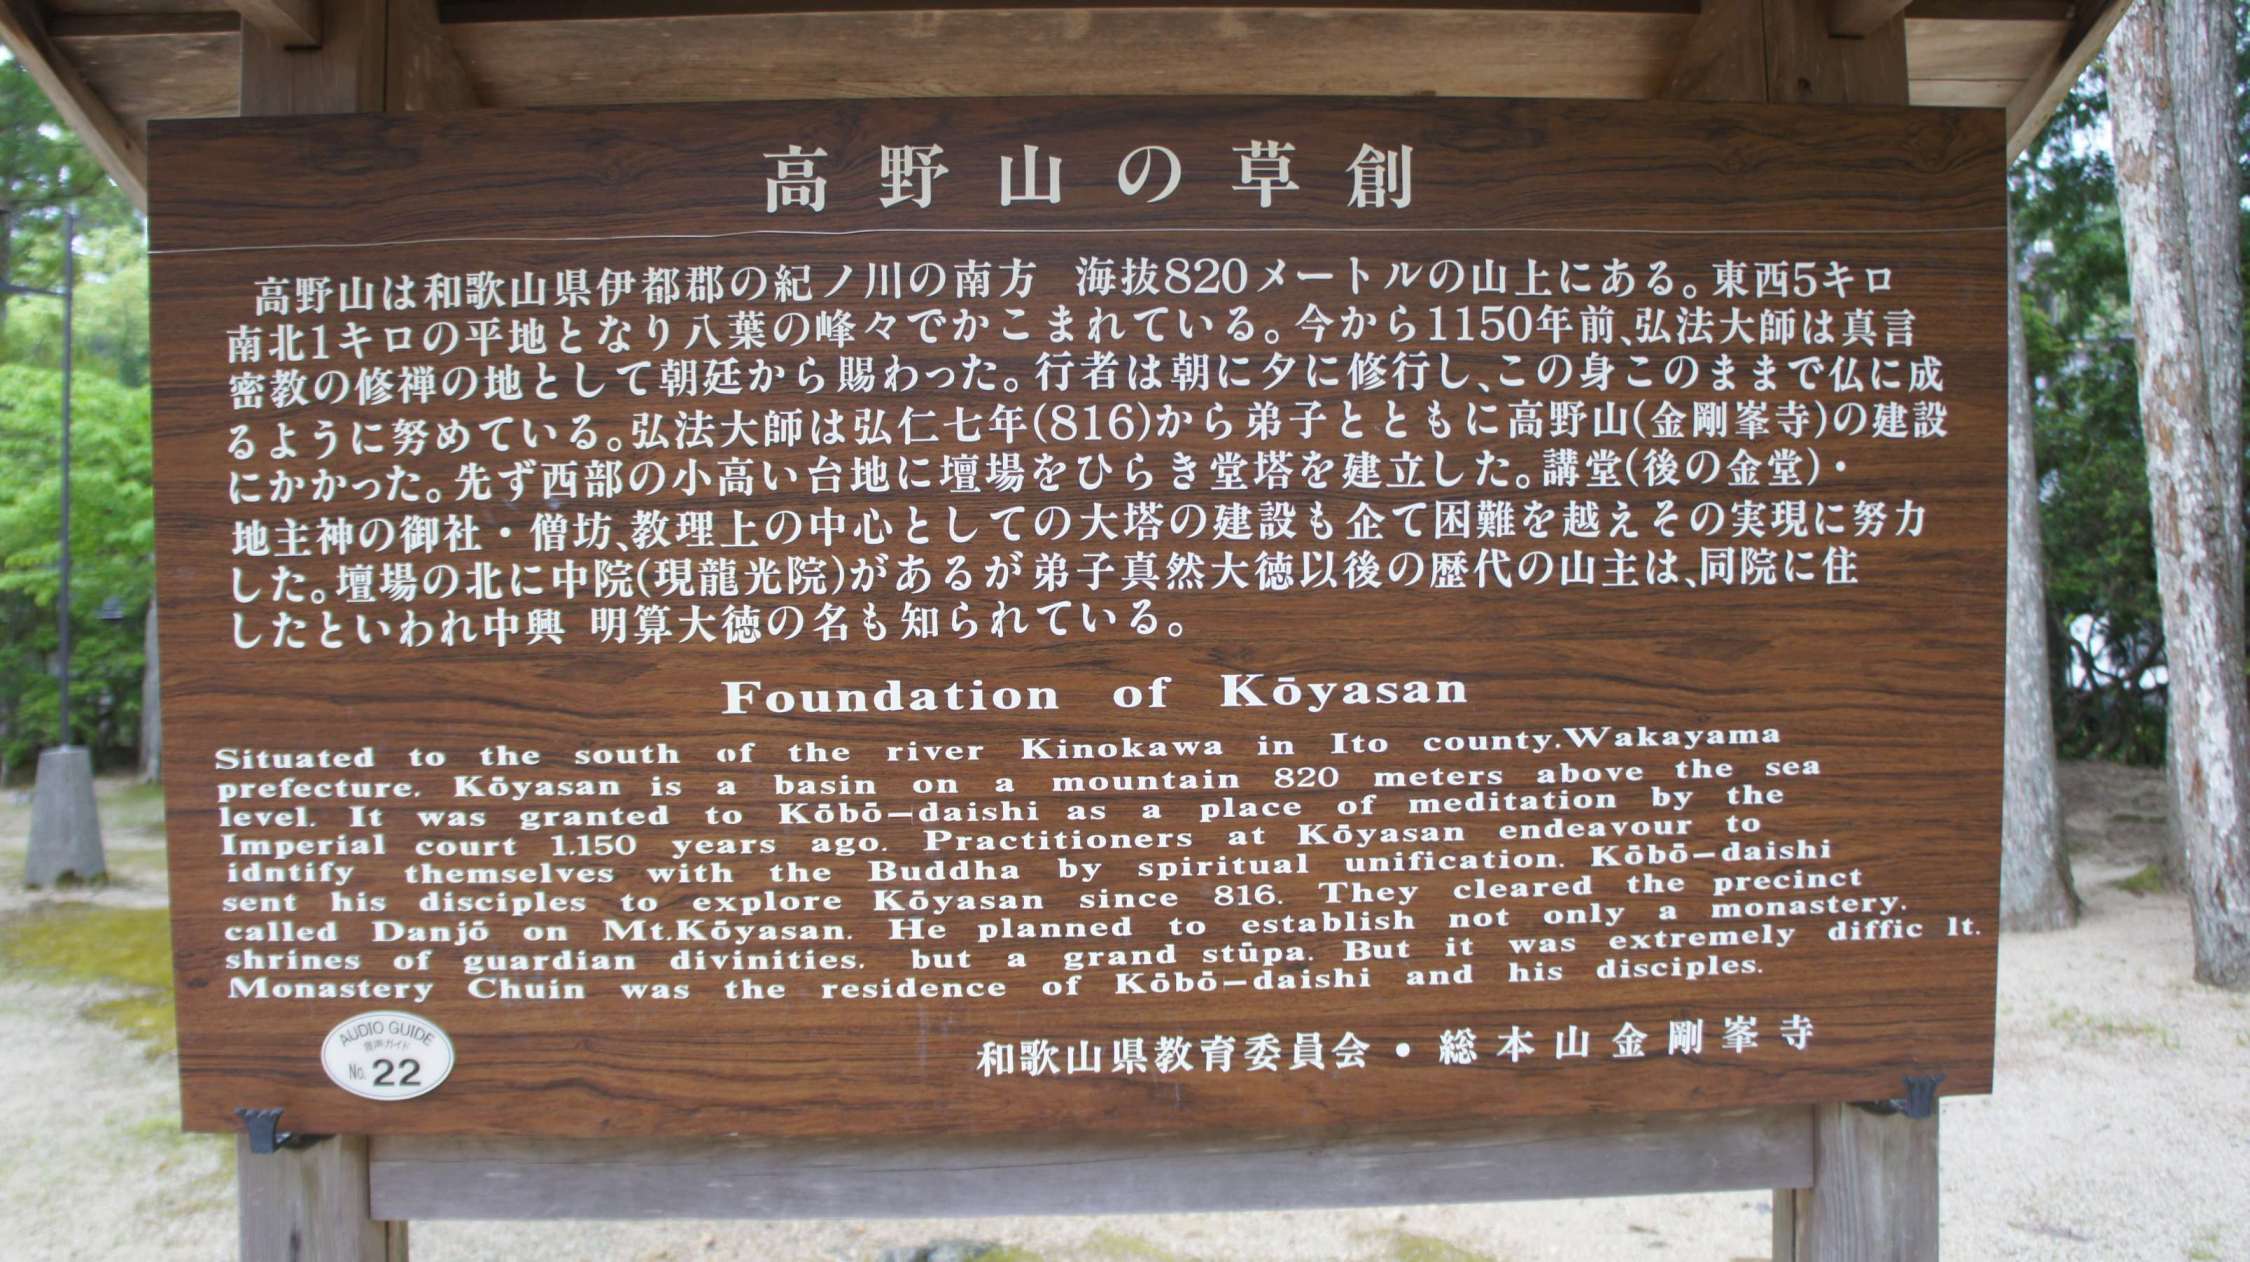 高野山の草創
高野山は和歌山県伊都郡の紀ノ川の南方　海抜820メートルの山上にある。東西5キロ
南北1キロの平地となり八葉の峰々でかこまれている。今から1150年前、弘法大師は真言
密教の修禅の地として朝廷から賜わった。行者は朝に夕に修行し、この身このままで仏に成
るように努めている。弘法大師は弘仁七年(816)から弟子とともに高野山(金剛峯寺)の建設
にかかった。先ず西部の小高い台地に壇場をひらき堂塔を建立した。講堂(後の金堂)・
地主神の御社・僧坊、教理上の中心としての大塔の建設も企て困難を越えその実現に努力
した。壇場の北に中院(現龍光院)があるが弟子真然大徳以後の歴代の山主は、同院に住
したといわれ中興 明算大徳の名も知られている。
Foundation of Kōyasan
Situated to the south of the river Kinokawa in Ito county.Wakayama
prefecture. Kōyasan is a basin on a mountain 820 meters above the sea
level. It was granted to Kōbō–daishi as a place of meditation by the
Imperial court 1.150 years ago. Practitioners at Kōyasan endeavour to
idntify themselves with the Buddha by spiritual unification. Kōbō–daishi
sent his disciples to explore Kōyasan since 816. They cleared the precinct
called Danjō on Mt.Kōyasan. He planned to establish not only a monastery.
shrines of guardian divinities. but a grand stūpa. But it was extremely diffic lt.
Monastery Chuin was the residence of Kōbō–daishi and his disciples.
AUDIO GUIDE
音声ガイド
No. 22
和歌山県教育委員会・総本山金剛峯寺